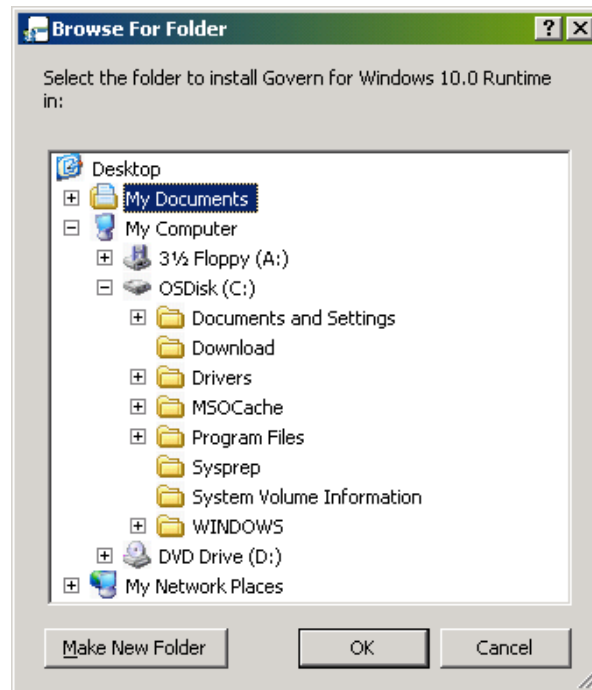 Browse For Folder
Select the folder to install Govern for Windows 10.0 Runtime
in:
Desktop
My Documents
My Computer
3½ Floppy (A:)
OSDisk (C:)
Documents and Settings
Download
Drivers
MSOCache
Program Files
Sysprep
System Volume Information
WINDOWS
DVD Drive (D:)
My Network Places
Make New Folder OK Cancel